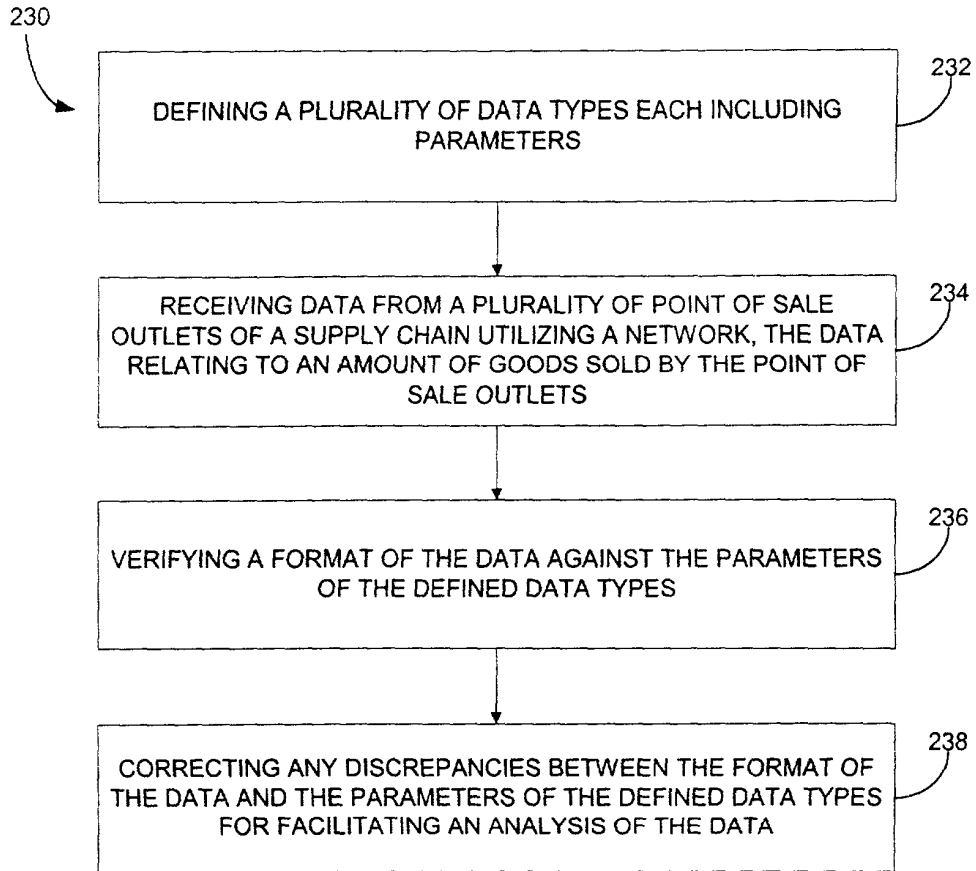 230
232
DEFINING A PLURALITY OF DATA TYPES EACH INCLUDING
PARAMETERS
234
RECEIVING DATA FROM A PLURALITY OF POINT OF SALE
OUTLETS OF A SUPPLY CHAIN UTILIZING A NETWORK, THE DATA
RELATING TO AN AMOUNT OF GOODS SOLD BY THE POINT OF
SALE OUTLETS
236
VERIFYING A FORMAT OF THE DATA AGAINST THE PARAMETERS
OF THE DEFINED DATA TYPES
238
CORRECTING ANY DISCREPANCIES BETWEEN THE FORMAT OF
THE DATA AND THE PARAMETERS OF THE DEFINED DATA TYPES
FOR FACILITATING AN ANALYSIS OF THE DATA